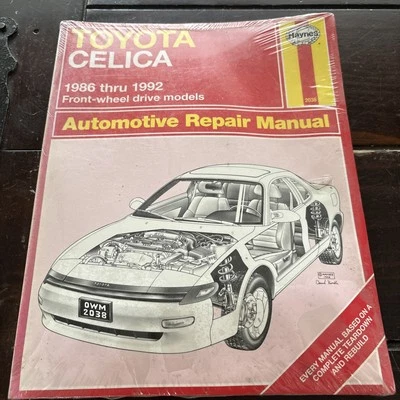 TOYOTA
CELICA
Haynes
1986 thru 1992
Front-wheel drive models
Automotive Repair Manual
OWM
2038
EVERY MANUAL BASED ON A
COMPLETE TEARDOWN
AND REBUILD